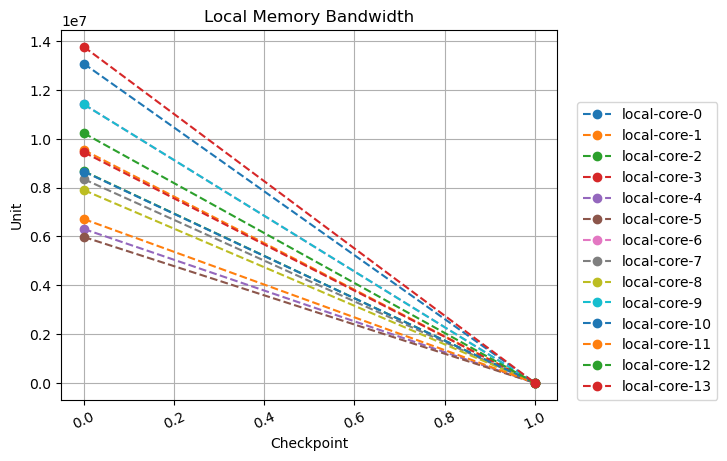 Local Memory Bandwidth
1e7
1.4
1.2
1.0
0.8
0.6
0.4
0.2
0.0
Unit
0.0
0.2
0.4
0.6
0.8
1.0
Checkpoint
local-core-0
local-core-1
local-core-2
local-core-3
local-core-4
local-core-5
local-core-6
local-core-7
local-core-8
local-core-9
local-core-10
local-core-11
local-core-12
local-core-13